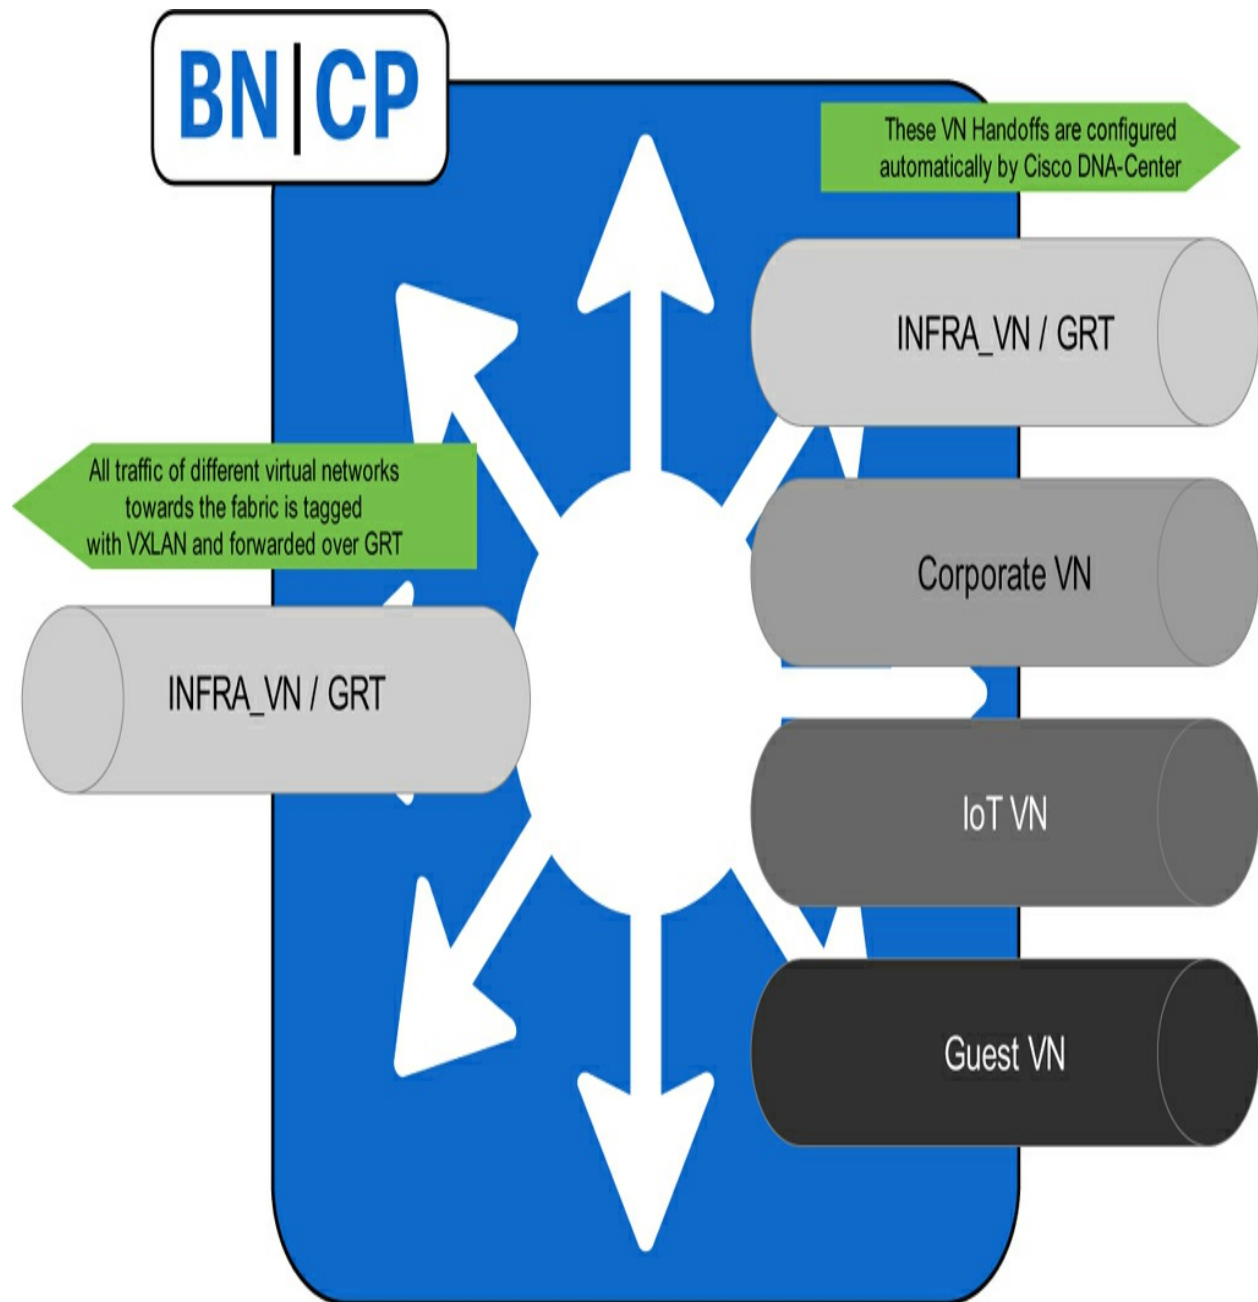 BN|CP
These VN Handoffs are configured
automatically by Cisco DNA-Center
INFRA_VN / GRT
Corporate VN
All traffic of different virtual networks
towards the fabric is tagged
with VXLAN and forwarded over GRT
INFRA_VN / GRT
IoT VN
Guest VN